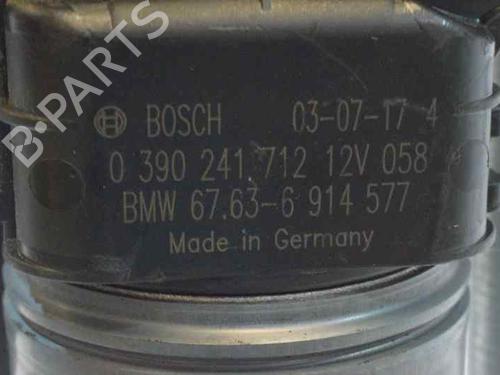 B·PARTS
BOSCH 03-07-17 4
0 390 241 712 12V 058
BMW 67.63-6 914 577
Made in Germany